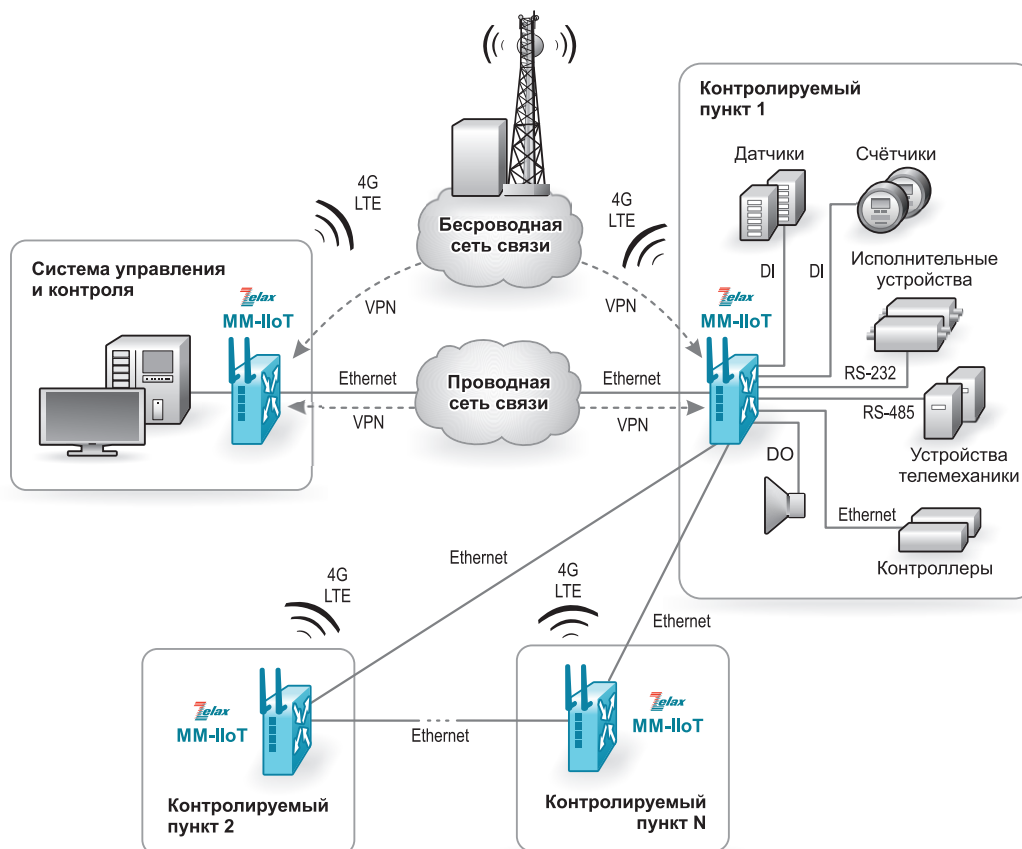 4G
LTE
Бесроводная
сеть связи
4G
LTE
VPN
VPN
Система управления
и контроля
Zelax
MM-IIoT
Ethernet
VPN
Проводная
сеть связи
Ethernet
VPN
Контролируемый
пункт 1
Датчики
Счётчики
DI
DI
Исполнительные
устройства
Zelax
MM-IIoT
RS-232
RS-485
Устройства
телемеханики
DO
Ethernet
Контроллеры
Ethernet
Ethernet
4G
LTE
4G
LTE
Zelax
MM-IIoT
Ethernet
Zelax
MM-IIoT
Контролируемый
пункт 2
Контролируемый
пункт N